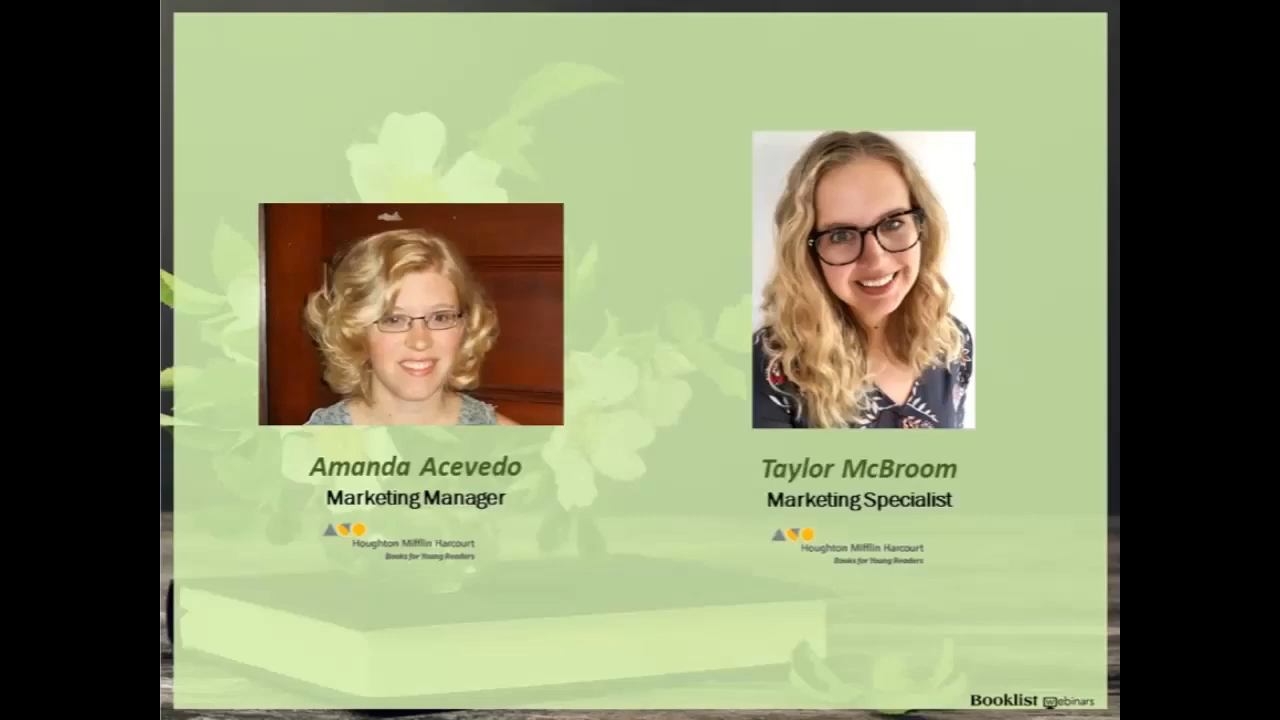 Amanda Acevedo
Marketing Manager
Houghton Mifflin Harcourt
Books for Young Readers
Taylor McBroom
Marketing Specialist
Houghton Mifflin Harcourt
Books for Young Readers
Booklist Webinars